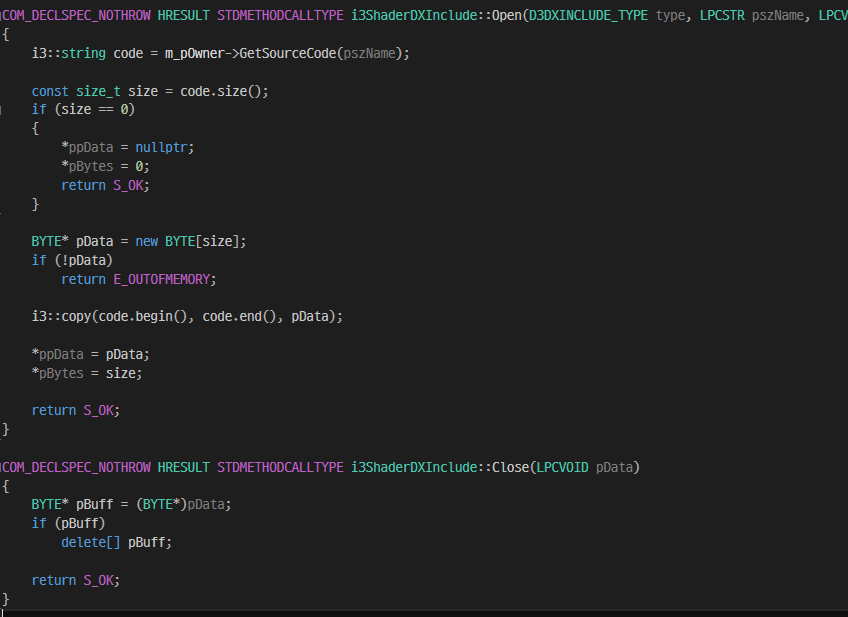 COM_DECLSPEC_NOTHROW HRESULT STDMETHODCALLTYPE i3ShaderDXInclude::Open(D3DXINCLUDE_TYPE type, LPCSTR pszName, LPCV
{
    i3::string code = m_pOwner->GetSourceCode(pszName);
    const size_t size = code.size();
    if (size == 0)
    {
        *ppData = nullptr;
        *pBytes = 0;
        return S_OK;
    }
    BYTE* pData = new BYTE[size];
    if (!pData)
        return E_OUTOFMEMORY;
    i3::copy(code.begin(), code.end(), pData);
    *ppData = pData;
    *pBytes = size;
    return S_OK;
}
COM_DECLSPEC_NOTHROW HRESULT STDMETHODCALLTYPE i3ShaderDXInclude::Close(LPCVOID pData)
{
    BYTE* pBuff = (BYTE*)pData;
    if (pBuff)
        delete[] pBuff;
    return S_OK;
}